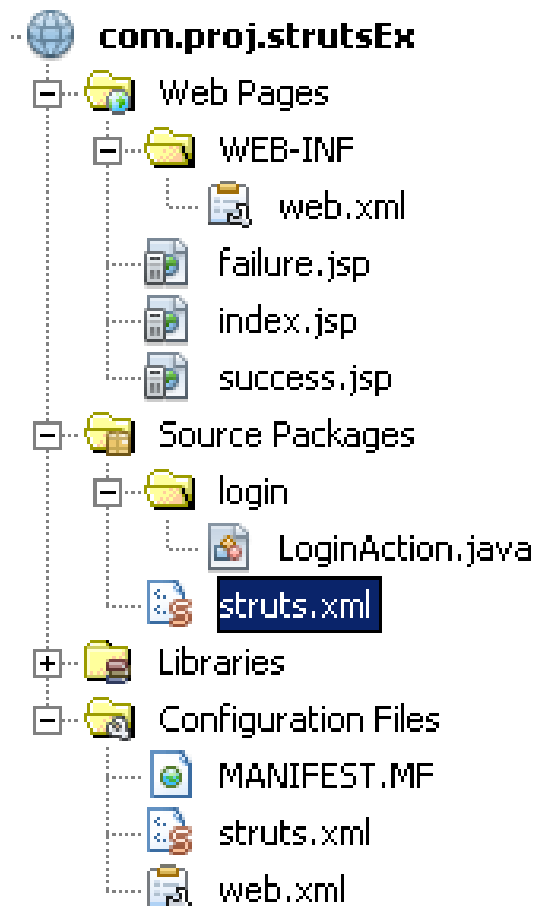 com.proj.strutsEx
Web Pages
WEB-INF
web.xml
failure.jsp
index.jsp
success.jsp
Source Packages
login
LoginAction.java
struts.xml
Libraries
Configuration Files
MANIFEST.MF
struts.xml
web.xml